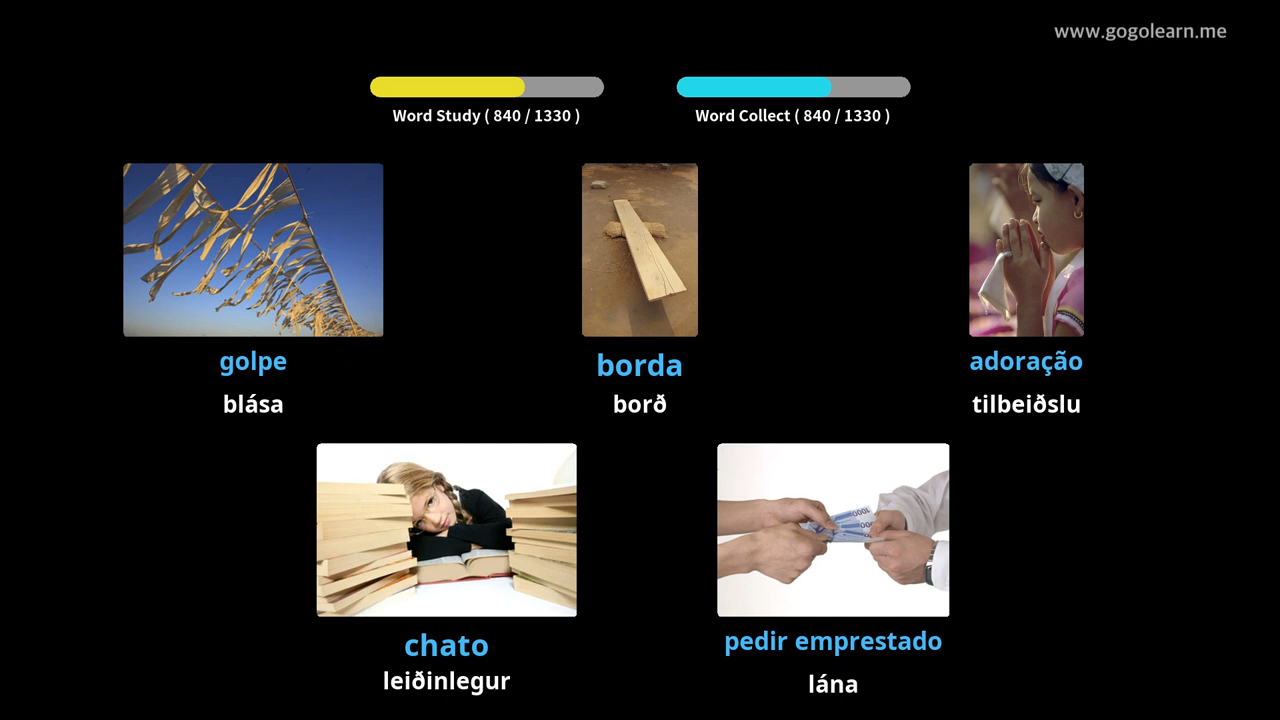 www.gogolearn.me
Word Study ( 840 / 1330 )
Word Collect ( 840 / 1330 )
golpe
blása
borda
borð
adoração
tilbeiðslu
chato
leiðinlegur
pedir emprestado
lána